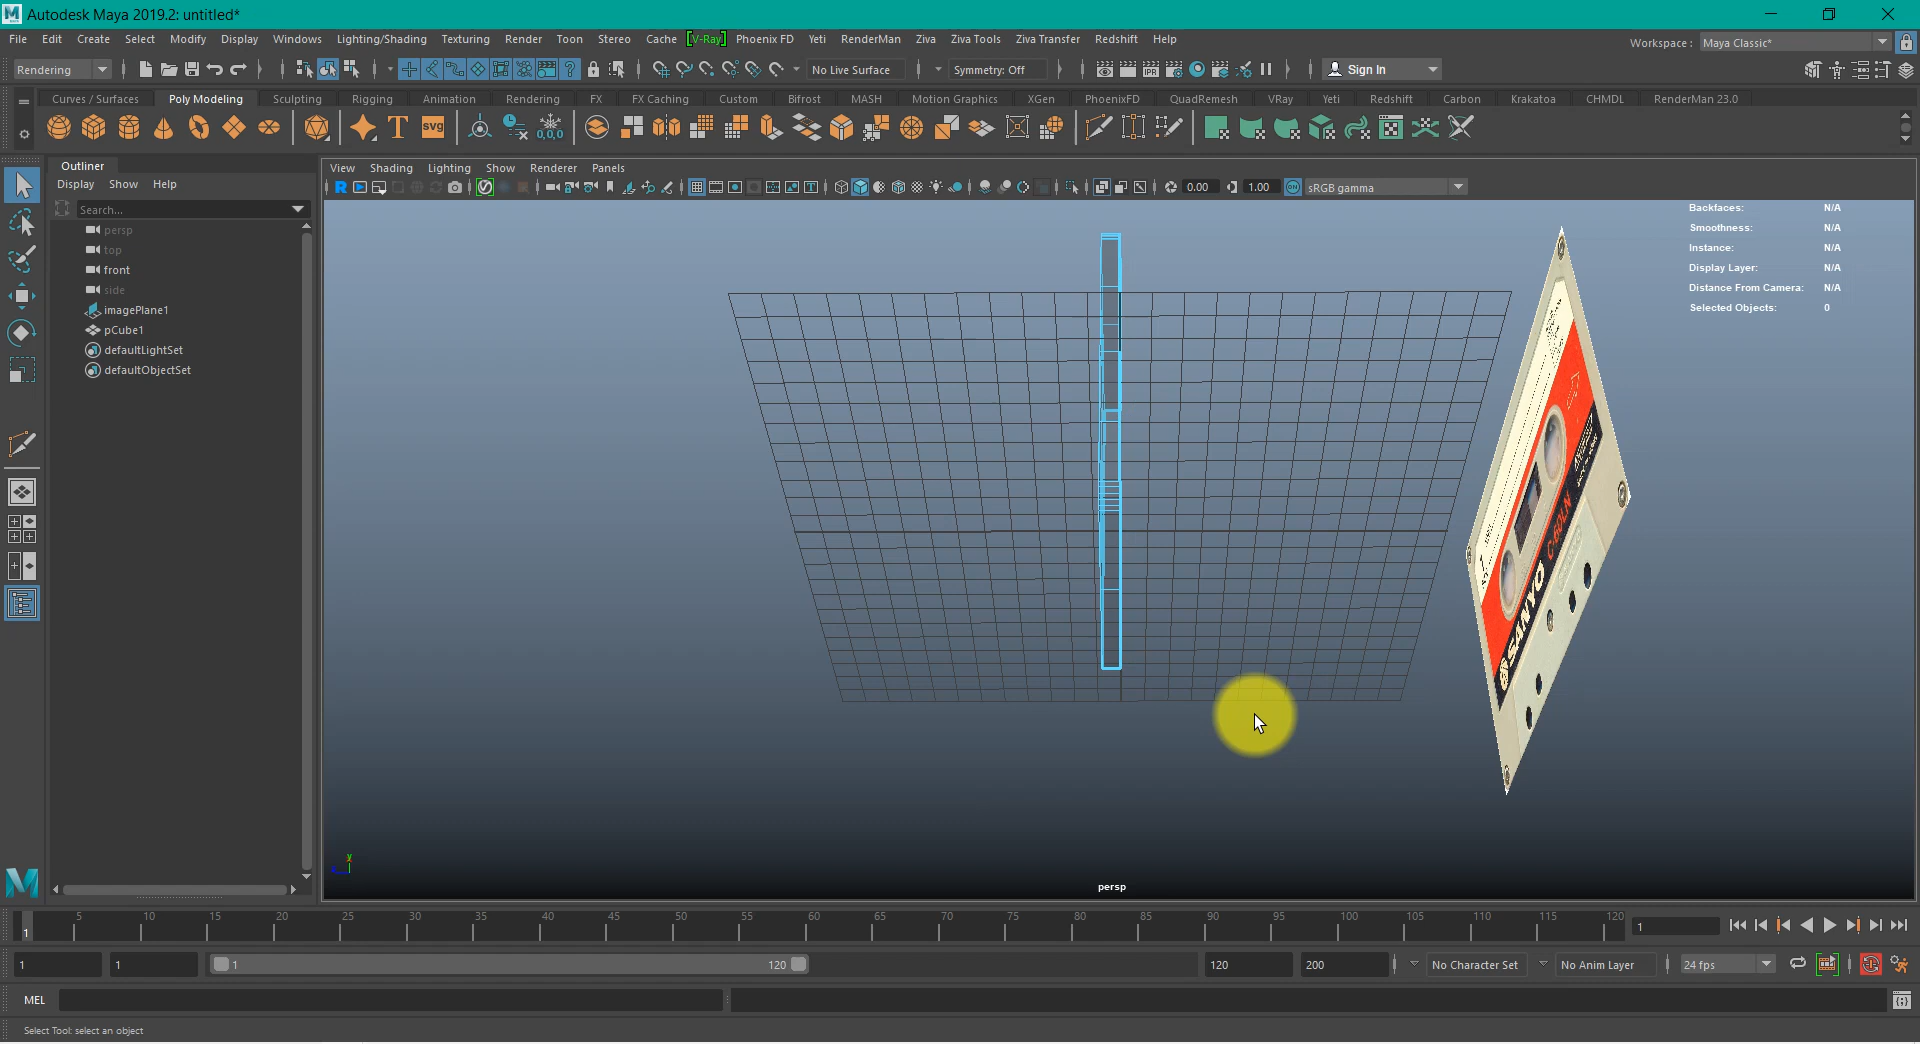 Autodesk Maya 2019.2: untitled*
File Edit Create Select Modify Display Windows Lighting/Shading Texturing Render Toon Stereo Cache [V-Ray] Phoenix FD Yeti RenderMan Ziva Ziva Tools Ziva Transfer Redshift Help
Workspace : Maya Classic*
Rendering No Live Surface Symmetry: Off Sign In
Curves / Surfaces Poly Modeling Sculpting Rigging Animation Rendering FX FX Caching Custom Bifrost MASH Motion Graphics XGen PhoenixFD QuadRemesh VRay Yeti Redshift Carbon Krakatoa CHMDL RenderMan 23.0
Outliner
Display Show Help
Search...
persp
top
front
side
imagePlane1
pCube1
defaultLightSet
defaultObjectSet
View Shading Lighting Show Renderer Panels
0.00 1.00 sRGB gamma
Backfaces: N/A
Smoothness: N/A
Instance: N/A
Display Layer: N/A
Distance From Camera: N/A
Selected Objects: 0
SANYO C-60LN
y
persp
5 10 15 20 25 30 35 40 45 50 55 60 65 70 75 80 85 90 95 100 105 110 115 120
1 1
1 1 1 120 120 200 No Character Set No Anim Layer 24 fps
MEL
Select Tool: select an object